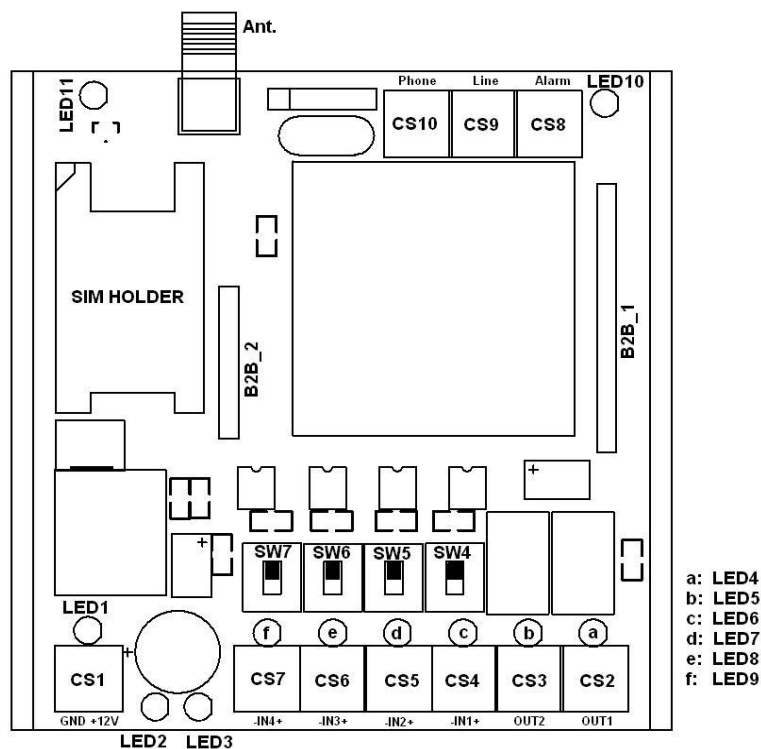 Ant.
Phone Line Alarm
LED11
LED10
CS10 CS9 CS8
SIM HOLDER
B2B_1
B2B_2
SW7 SW6 SW5 SW4
LED1
f e d c b a
+
+
+
CS1 CS7 CS6 CS5 CS4 CS3 CS2
GND +12V -IN4+ -IN3+ -IN2+ -IN1+ OUT2 OUT1
LED2 LED3
a: LED4
b: LED5
c: LED6
d: LED7
e: LED8
f: LED9